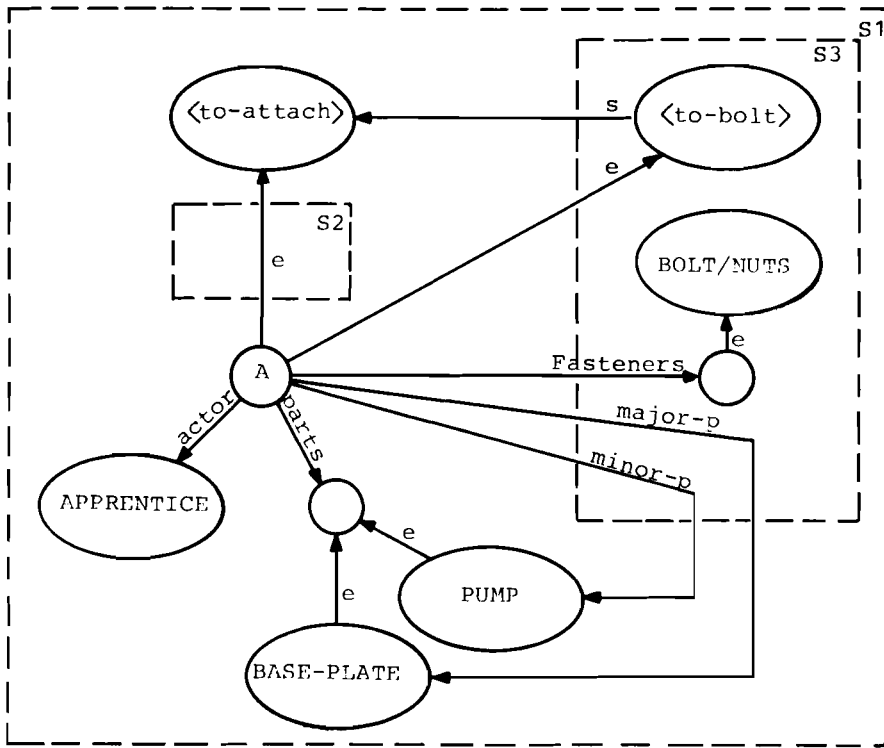 S1
S3
<to-attach>
s
<to-bolt>
e
S2
e
BOLT/NUTS
e
A
Fasteners
major-p
actor
parts
minor-p
APPRENTICE
e
e
PUMP
BASE-PLATE